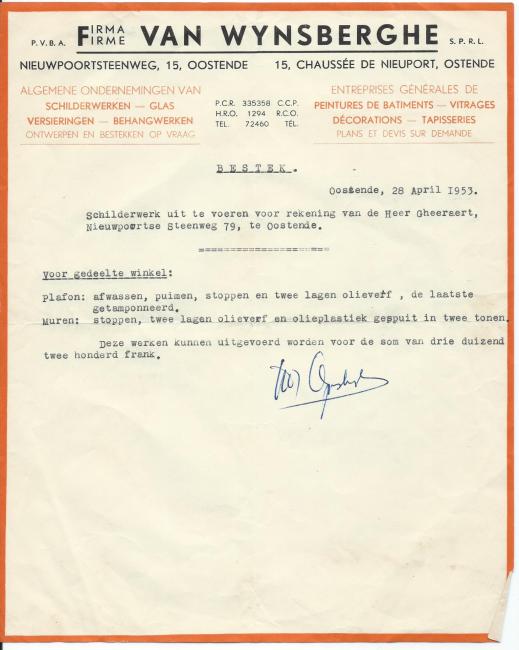 P.V.B.A. FIRMA FIRME VAN WYNSBERGHE S.P.R.L.
NIEUWPOORTSTEENWEG, 15, OOSTENDE 15, CHAUSSÉE DE NIEUPORT, OSTENDE
ALGEMENE ONDERNEMINGEN VAN
SCHILDERWERKEN — GLAS
VERSIERINGEN — BEHANGWERKEN
ONTWERPEN EN BESTEKKEN OP VRAAG
P.C.R. 335358 C.C.P.
H.R.O. 1294 R.C.O.
TEL. 72460 TÉL.
ENTREPRISES GÉNÉRALES DE
PEINTURES DE BATIMENTS — VITRAGES
DÉCORATIONS — TAPISSERIES
PLANS ET DEVIS SUR DEMANDE
BESTEK.
Oostende, 28 April 1953.
Schilderwerk uit te voeren voor rekening van de Heer Gheeraert,
Nieuwpoortse Steenweg 79, te Oostende.
=====================
voor gedeelte winkel:
plafon: afwassen, puimen, stoppen en twee lagen olieverf , de laatste
getamponneerd.
Muren: stoppen, twee lagen olieverf en olieplastiek gespuit in twee tonen.
Deze werken kunnen uitgevoerd worden voor de som van drie duizend
twee honderd frank.